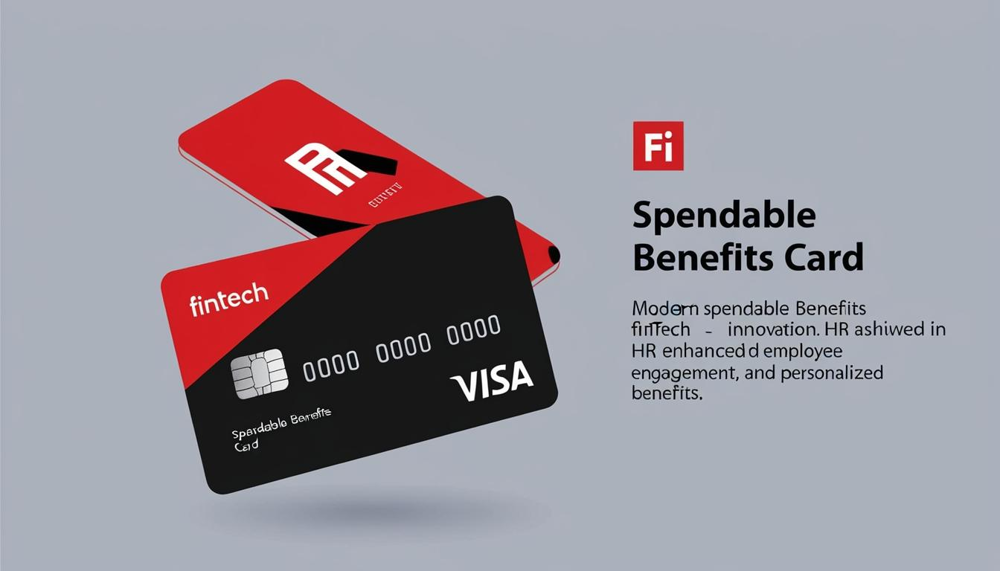 fintech
0000 0000 0000
VISA
Spendable Benefits
Card
Fi
Spendable
Benefits Card
Modern spendable Benefits
finTech - innovation. HR ashiwed in
HR enhanced d employee
engagement, and personalized
benefits.